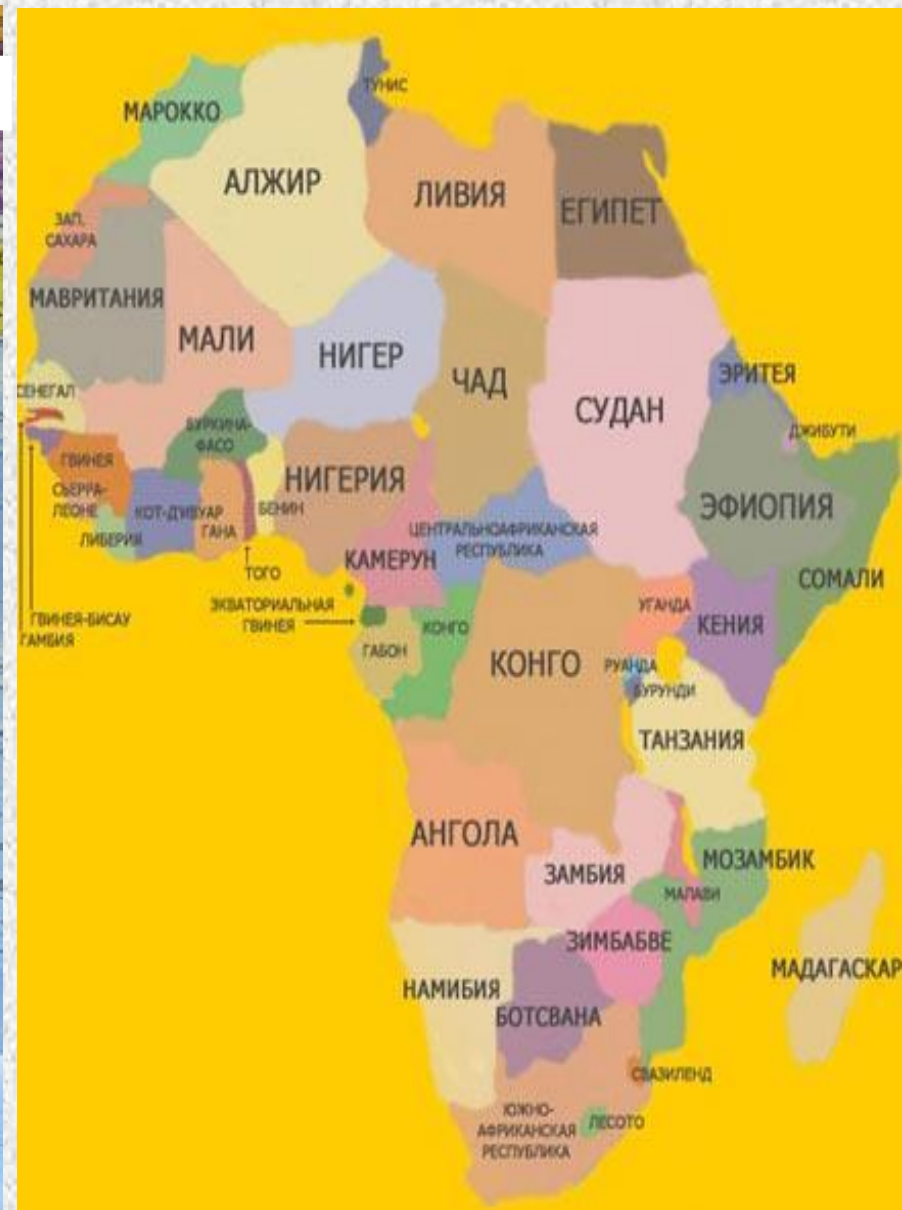 ТУНИС
МАРОККО
АЛЖИР
ЛИВИЯ
ЕГИПЕТ
ЗАП.
САХАРА
МАВРИТАНИЯ
МАЛИ
НИГЕР
ЧАД
СУДАН
ЭРИТЕЯ
СЕНЕГАЛ
БУРКИНА-
ФАСО
ДЖИБУТИ
ГВИНЕЯ
НИГЕРИЯ
ЭФИОПИЯ
СЬЕРРА-
ЛЕОНЕ
КОТ-Д'ИВУАР
ГАНА
БЕНИН
ЛИБЕРИЯ
ЦЕНТРАЛЬНОАФРИКАНСКАЯ
РЕСПУБЛИКА
КАМЕРУН
ТОГО
СОМАЛИ
ЭКВАТОРИАЛЬНАЯ
ГВИНЕЯ
ГВИНЕЯ-БИСАУ
ГАМБИЯ
УГАНДА
КЕНИЯ
КОНГО
ГАБОН
КОНГО
РУАНДА
БУРУНДИ
ТАНЗАНИЯ
АНГОЛА
ЗАМБИЯ
МОЗАМБИК
МАЛАВИ
ЗИМБАБВЕ
МАДАГАСКАР
НАМИБИЯ
БОТСВАНА
СВАЗИЛЕНД
ЮЖНО-
АФРИКАНСКАЯ
РЕСПУБЛИКА
ЛЕСОТО